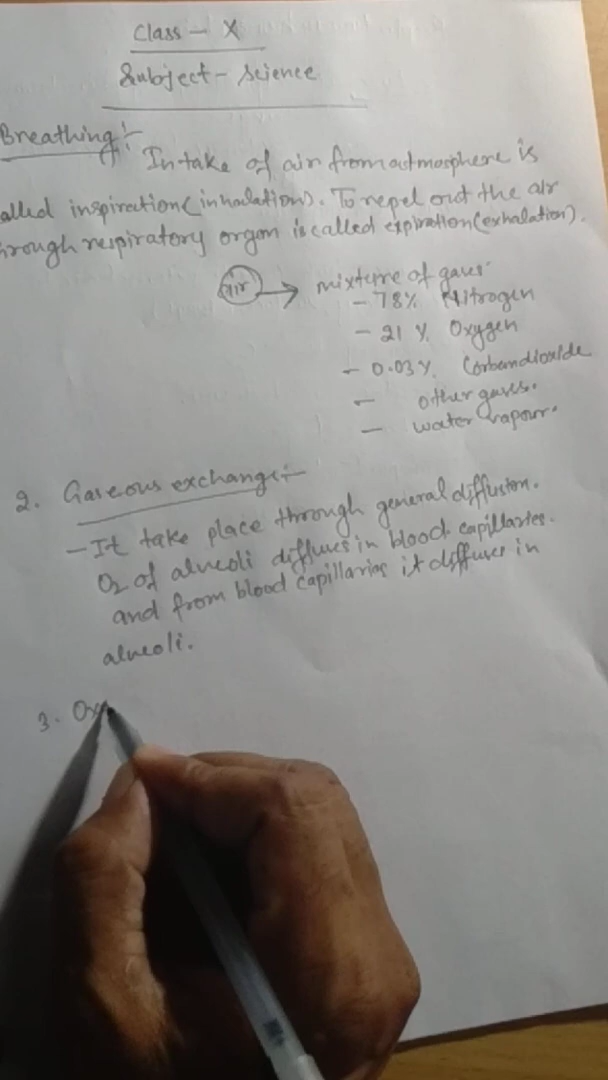 Class - X
Subject - Science
Breathing:-
Intake of air from atmosphere is
alled inspiration (inhalation). To repel out the air
hrough respiratory organ is called expiration (exhalation).
air → mixture of gases
- 78% Nitrogen
- 21% Oxygen
- 0.03% Carbondioxide
- other gases.
- water vapour.
2. Gaseous exchange:-
- It take place through general diffusion.
O2 of alveoli diffuses in blood capillaries.
and from blood capillaries it diffuses in
alveoli.
3. Oxy